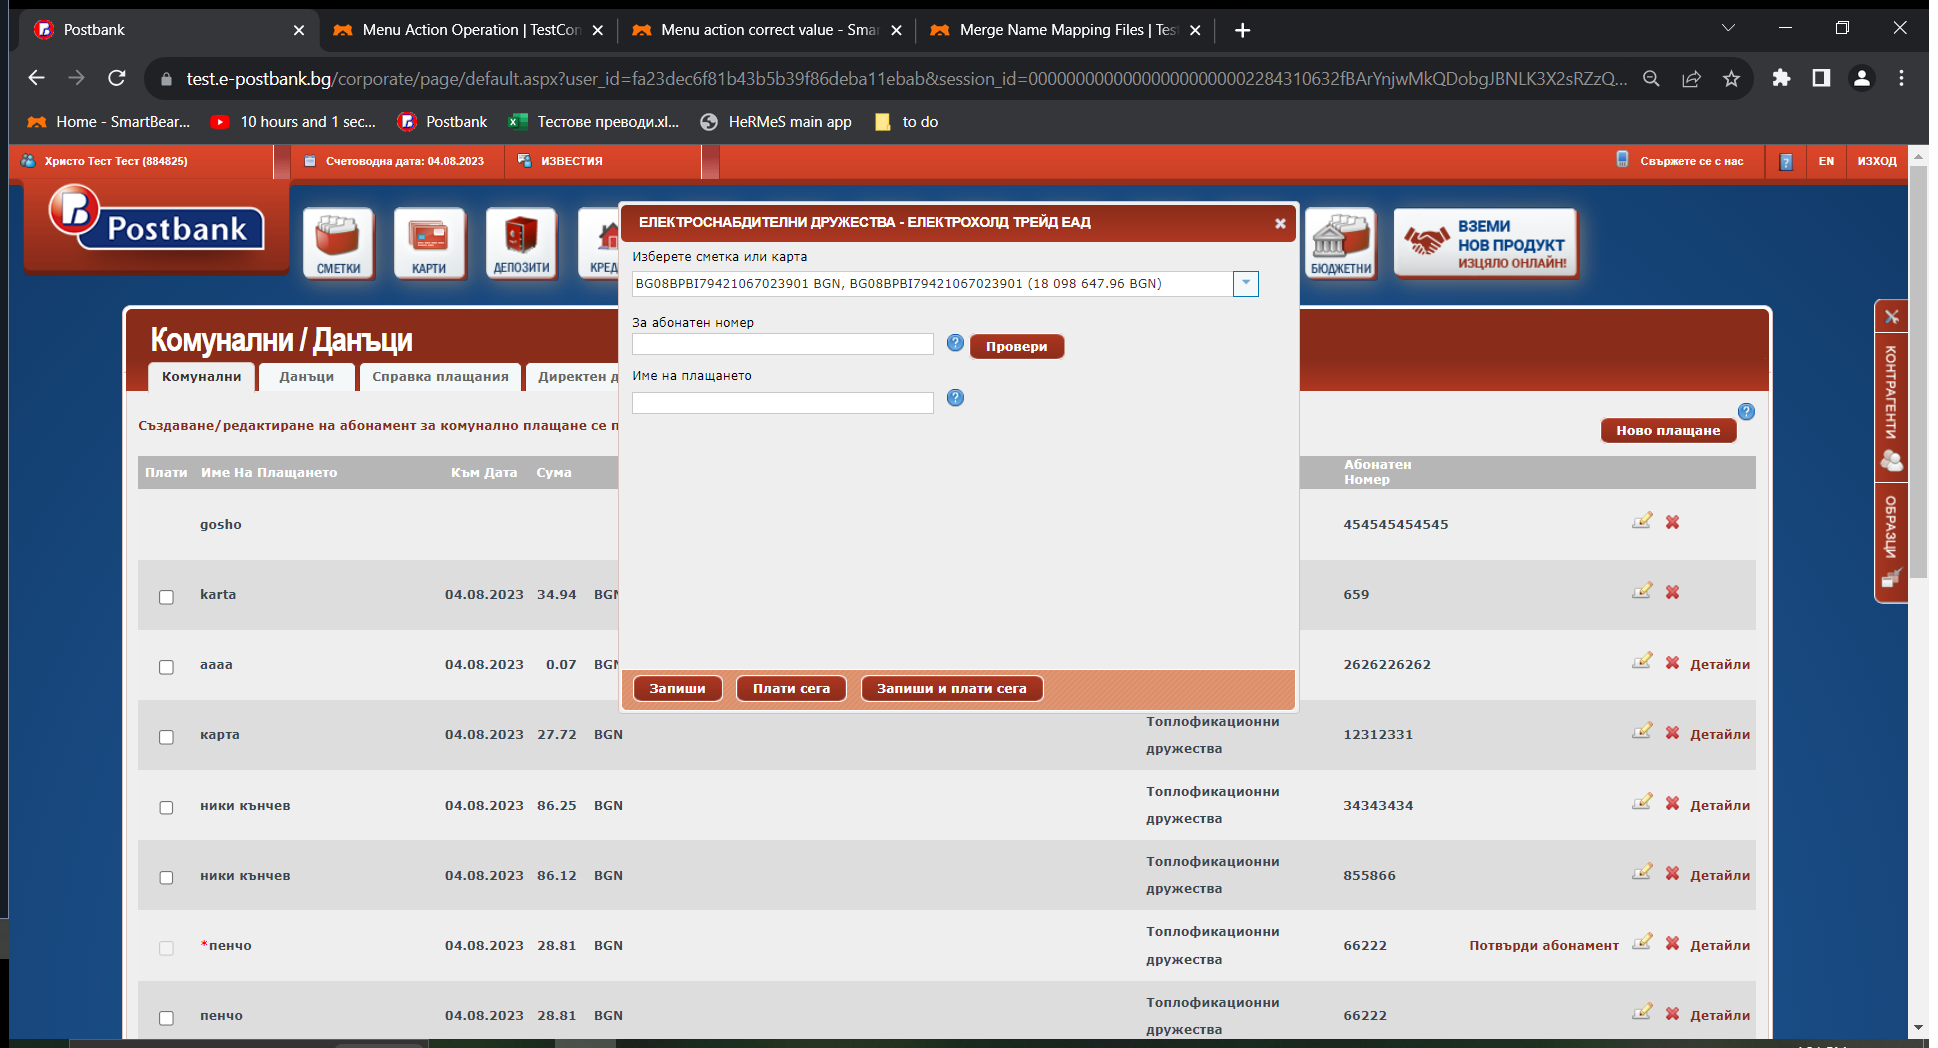 Postbank
Menu Action Operation | TestCon
Menu action correct value - Smar
Merge Name Mapping Files | Test
test.e-postbank.bg/corporate/page/default.aspx?user_id=fa23dec6f81b43b5b39f86deba11ebab&session_id=
Home - SmartBear...
10 hours and 1 sec...
Postbank
Тестове преводи.xl...
HeRMeS main app
to do
Христо Тест Тест (884825)
Счетоводна дата: 04.08.2023
ИЗВЕСТИЯ
Свържете се с нас
EN
ИЗХОД
Postbank
СМЕТКИ
КАРТИ
ДЕПОЗИТИ
КРЕД
БЮДЖЕТНИ
ВЗЕМИ
НОВ ПРОДУКТ
ИЗЦЯЛО ОНЛАЙН!
ЕЛЕКТРОСНАБДИТЕЛНИ ДРУЖЕСТВА - ЕЛЕКТРОХОЛД ТРЕЙД ЕАД
Изберете сметка или карта
BG08BPBI79421067023901 BGN, BG08BPBI79421067023901 (18 098 647.96 BGN)
За абонатен номер
Провери
Име на плащането
Запиши
Плати сега
Запиши и плати сега
Комунални / Данъци
Комунални
Данъци
Справка плащания
Директен д
Създаване/редактиране на абонамент за комунално плащане се п
Ново плащане
КОНТРАГЕНТИ
ОБРАЗЦИ
Плати Име На Плащането Към Дата Сума Абонатен
Номер
gosho 454545454545
karta 04.08.2023 34.94 BGN 659
аааа 04.08.2023 0.07 BGN 2626226262 Детайли
карта 04.08.2023 27.72 BGN Топлофикационни
дружества 12312331 Детайли
ники кънчев 04.08.2023 86.25 BGN Топлофикационни
дружества 34343434 Детайли
ники кънчев 04.08.2023 86.12 BGN Топлофикационни
дружества 855866 Детайли
*пенчо 04.08.2023 28.81 BGN Топлофикационни
дружества 66222 Потвърди абонамент Детайли
пенчо 04.08.2023 28.81 BGN Топлофикационни
дружества 66222 Детайли